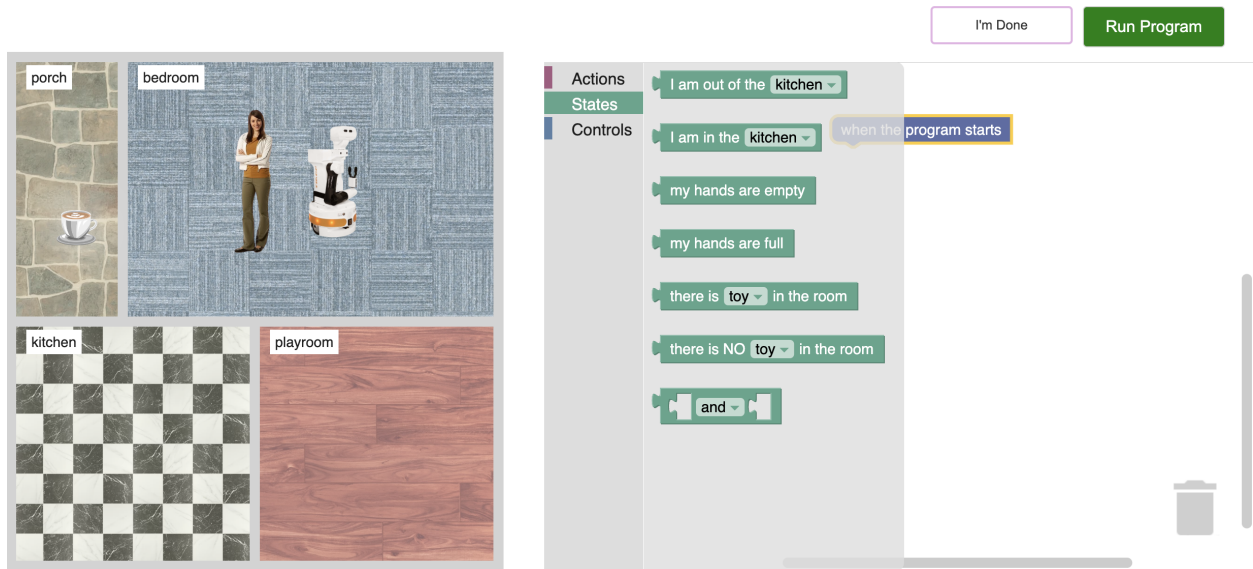 I'm Done
Run Program
porch
bedroom
kitchen
playroom
Actions
States
Controls
I am out of the kitchen
I am in the kitchen
my hands are empty
my hands are full
there is toy in the room
there is NO toy in the room
and
when the program starts